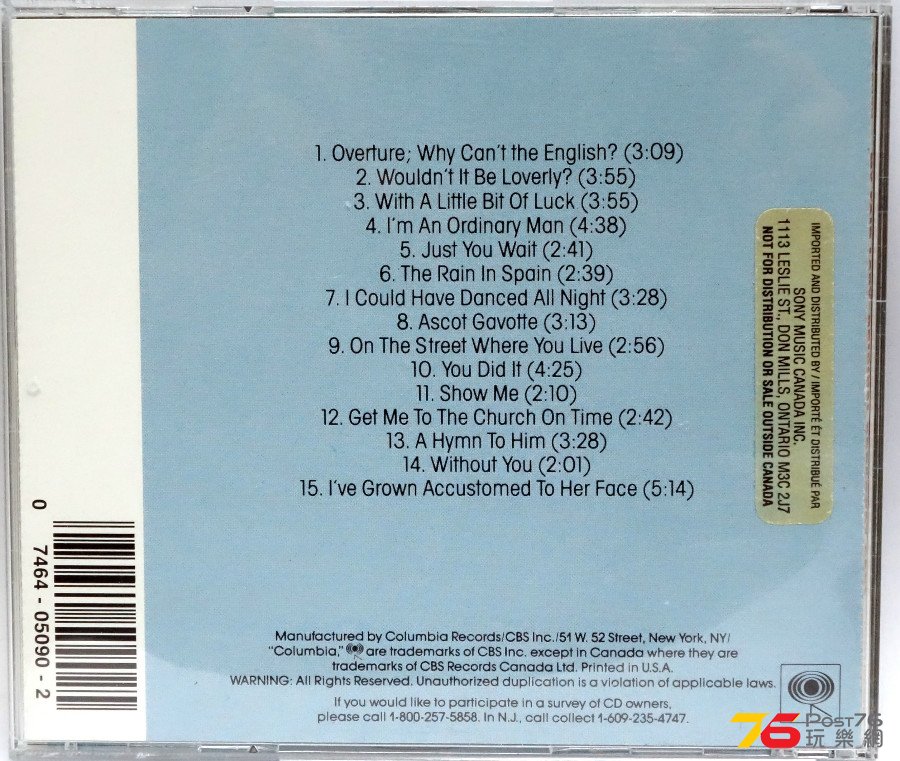 1. Overture; Why Can't the English? (3:09)
2. Wouldn't It Be Loverly? (3:55)
3. With A Little Bit Of Luck (3:55)
4. I'm An Ordinary Man (4:38)
5. Just You Wait (2:41)
6. The Rain In Spain (2:39)
7. I Could Have Danced All Night (3:28)
8. Ascot Gavotte (3:13)
9. On The Street Where You Live (2:56)
10. You Did It (4:25)
11. Show Me (2:10)
12. Get Me To The Church On Time (2:42)
13. A Hymn To Him (3:28)
14. Without You (2:01)
15. I've Grown Accustomed To Her Face (5:14)
IMPORTED AND DISTRIBUTED BY / IMPORTÉ ET DISTRIBUÉ PAR
SONY MUSIC CANADA INC.
1113 LESLIE ST., DON MILLS, ONTARIO M3C 2J7
NOT FOR DISTRIBUTION OR SALE OUTSIDE CANADA
0 7464 - 05090 - 2
Manufactured by Columbia Records/CBS Inc./51 W. 52 Street, New York, NY/
"Columbia," are trademarks of CBS Inc. except in Canada where they are
trademarks of CBS Records Canada Ltd. Printed in U.S.A.
WARNING: All Rights Reserved. Unauthorized duplication is a violation of applicable laws.
If you would like to participate in a survey of CD owners,
please call 1-800-257-5858. In N.J., call collect 1-609-235-4747.
76 Post76
玩樂網